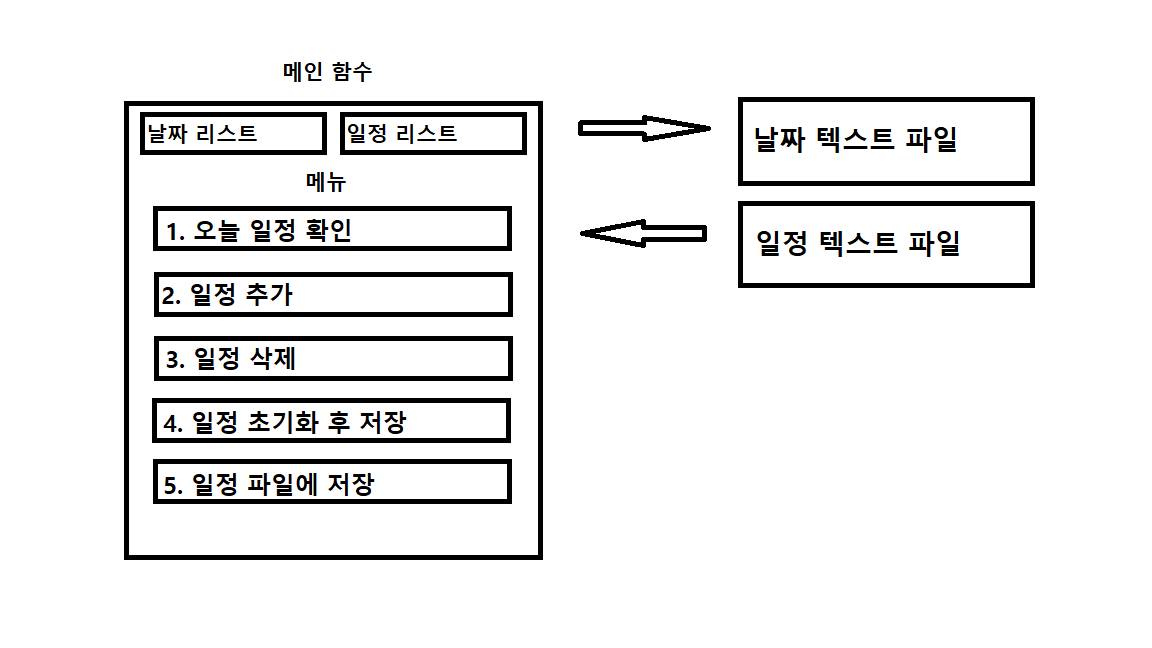 메인 함수
날짜 리스트
일정 리스트
메뉴
1. 오늘 일정 확인
2. 일정 추가
3. 일정 삭제
4. 일정 초기화 후 저장
5. 일정 파일에 저장
날짜 텍스트 파일
일정 텍스트 파일